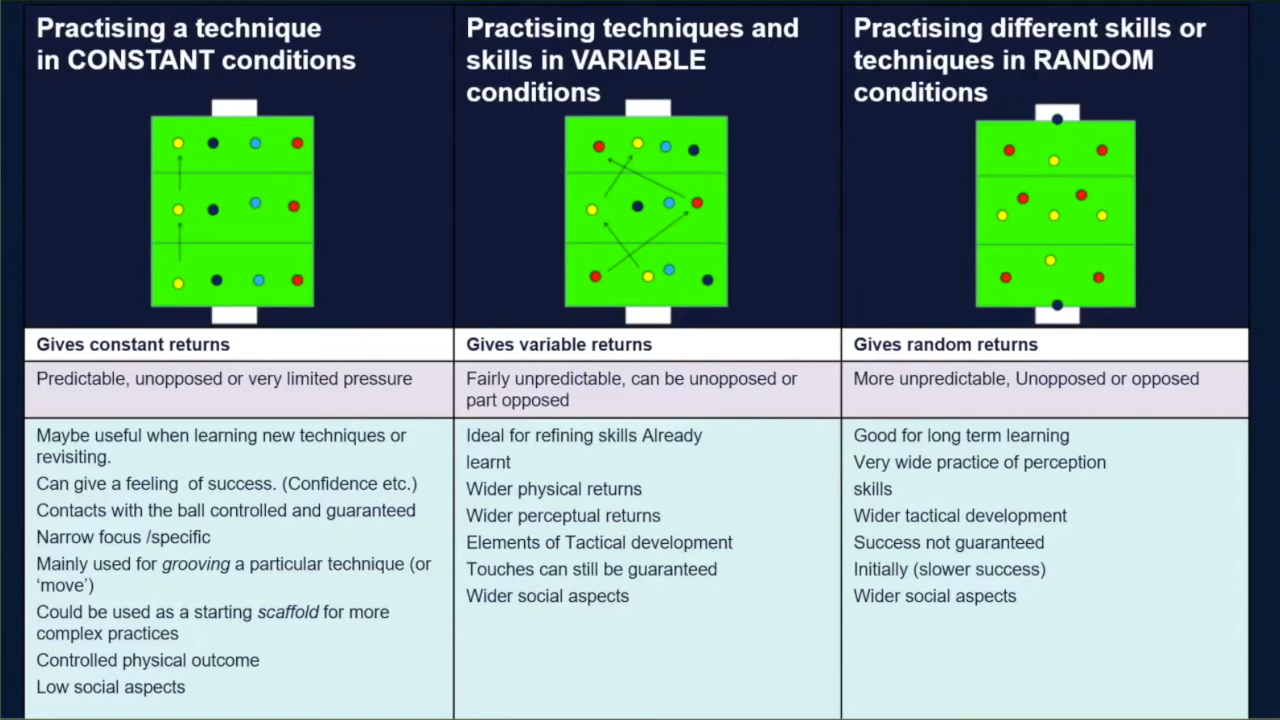 Practising a technique
in CONSTANT conditions
Practising techniques and
skills in VARIABLE
conditions
Practising different skills or
techniques in RANDOM
conditions
Gives constant returns
Gives variable returns
Gives random returns
Predictable, unopposed or very limited pressure
Fairly unpredictable, can be unopposed or
part opposed
More unpredictable, Unopposed or opposed
Maybe useful when learning new techniques or
revisiting.
Can give a feeling of success. (Confidence etc.)
Contacts with the ball controlled and guaranteed
Narrow focus /specific
Mainly used for grooving a particular technique (or
‘move’)
Could be used as a starting scaffold for more
complex practices
Controlled physical outcome
Low social aspects
Ideal for refining skills Already
learnt
Wider physical returns
Wider perceptual returns
Elements of Tactical development
Touches can still be guaranteed
Wider social aspects
Good for long term learning
Very wide practice of perception
skills
Wider tactical development
Success not guaranteed
Initially (slower success)
Wider social aspects